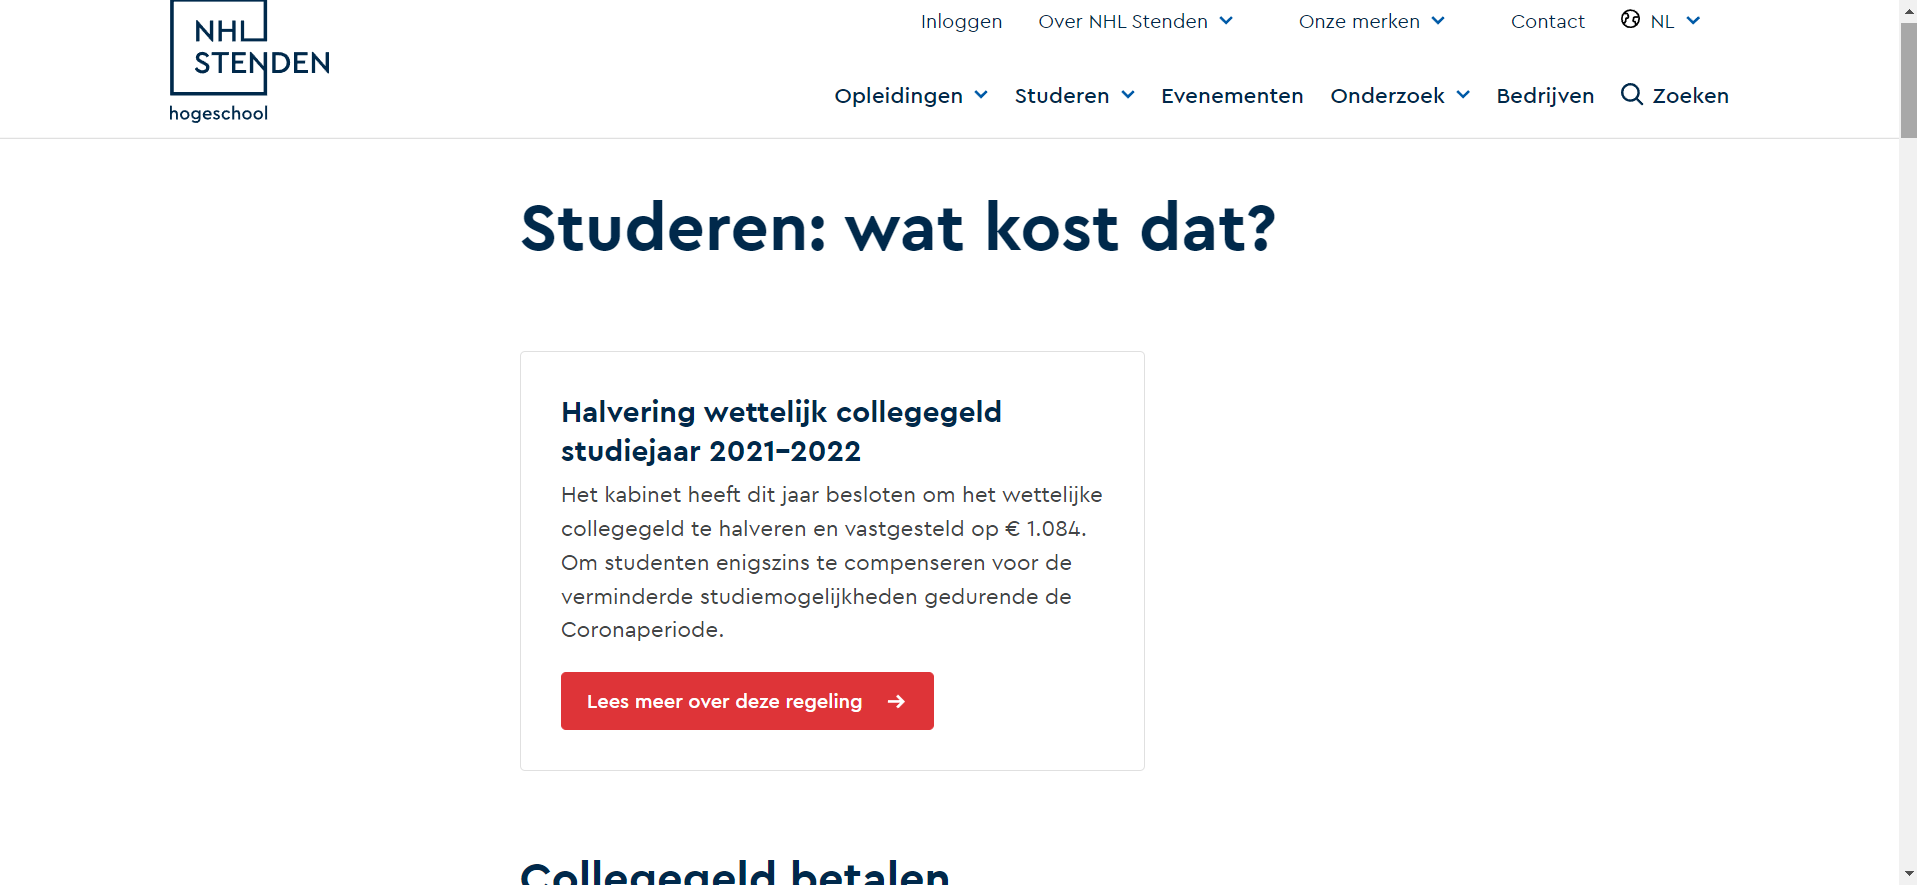 NHL
STENDEN
hogeschool
Inloggen Over NHL Stenden Onze merken Contact NL
Opleidingen Studeren Evenementen Onderzoek Bedrijven Zoeken
Studeren: wat kost dat?
Halvering wettelijk collegegeld
studiejaar 2021-2022
Het kabinet heeft dit jaar besloten om het wettelijke
collegegeld te halveren en vastgesteld op € 1.084.
Om studenten enigszins te compenseren voor de
verminderde studiemogelijkheden gedurende de
Coronaperiode.
Lees meer over deze regeling
Collegegeld betalen